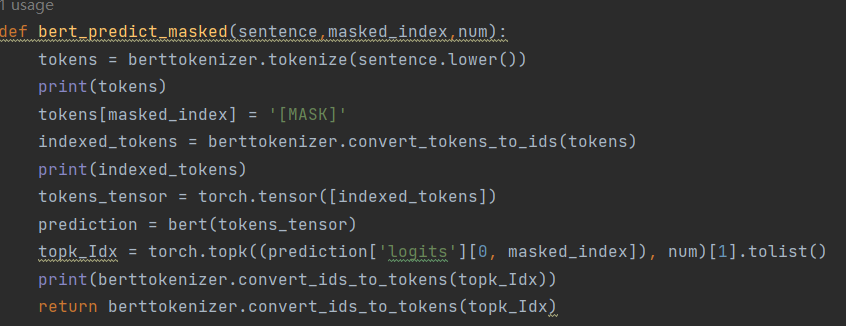 1 usage
def bert_predict_masked(sentence,masked_index,num):
    tokens = berttokenizer.tokenize(sentence.lower())
    print(tokens)
    tokens[masked_index] = '[MASK]'
    indexed_tokens = berttokenizer.convert_tokens_to_ids(tokens)
    print(indexed_tokens)
    tokens_tensor = torch.tensor([indexed_tokens])
    prediction = bert(tokens_tensor)
    topk_Idx = torch.topk((prediction['logits'][0, masked_index]), num)[1].tolist()
    print(berttokenizer.convert_ids_to_tokens(topk_Idx))
    return berttokenizer.convert_ids_to_tokens(topk_Idx)